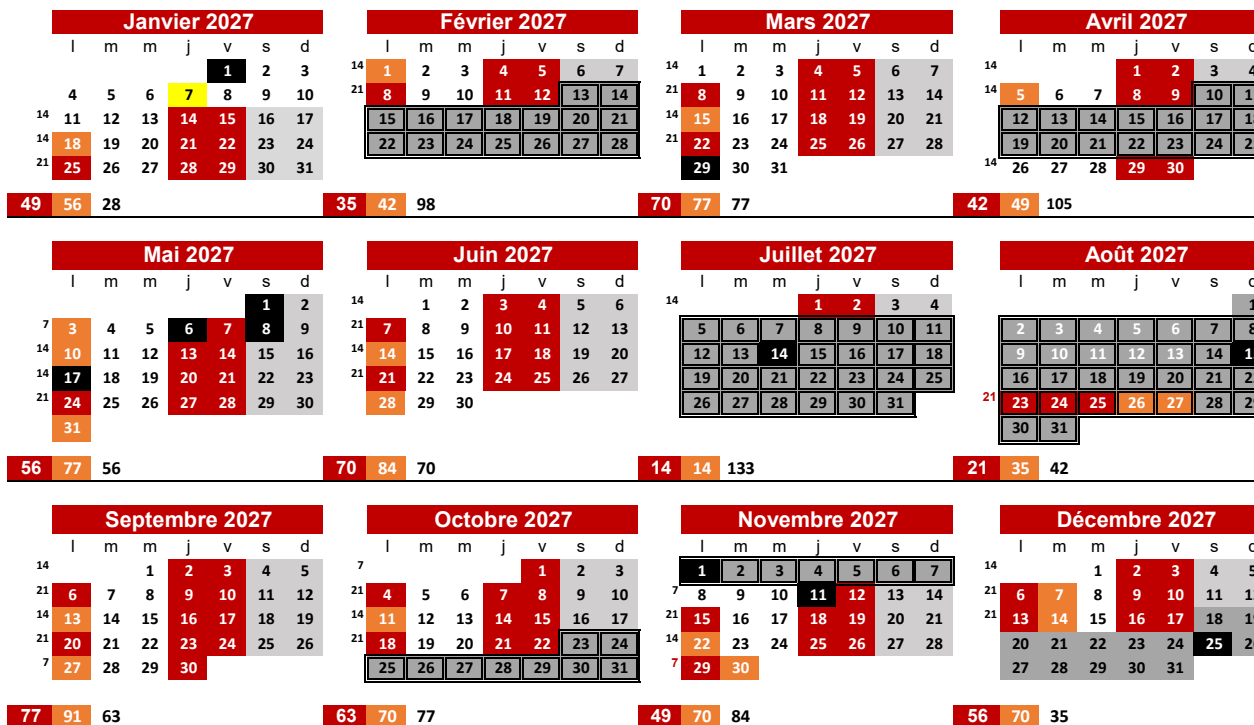 Janvier 2027 Février 2027 Mars 2027 Avril 2027
l m m j v s d l m m j v s d l m m j v s d l m m j v s
1 2 3 14 1 2 3 4 5 6 7 14 1 2 3 4 5 6 7 14 1 2 3 4
4 5 6 7 8 9 10 21 8 9 10 11 12 13 14 21 8 9 10 11 12 13 14 14 5 6 7 8 9 10
14 11 12 13 14 15 16 17 15 16 17 18 19 20 21 14 15 16 17 18 19 20 21 12 13 14 15 16 17
14 18 19 20 21 22 23 24 22 23 24 25 26 27 28 21 22 23 24 25 26 27 28 19 20 21 22 23 24
21 25 26 27 28 29 30 31 29 30 31 14 26 27 28 29 30
49 56 28 35 42 98 70 77 77 42 49 105
Mai 2027 Juin 2027 Juillet 2027 Août 2027
l m m j v s d l m m j v s d l m m j v s d l m m j v s
1 2 14 1 2 3 4 5 6 14 1 2 3 4 1
7 3 4 5 6 7 8 9 21 7 8 9 10 11 12 13 5 6 7 8 9 10 11 2 3 4 5 6 7 8
14 10 11 12 13 14 15 16 14 14 15 16 17 18 19 20 12 13 14 15 16 17 18 9 10 11 12 13 14
14 17 18 19 20 21 22 23 21 21 22 23 24 25 26 27 19 20 21 22 23 24 25 16 17 18 19 20 21
21 24 25 26 27 28 29 30 28 29 30 26 27 28 29 30 31 21 23 24 25 26 27 28
31 30 31
56 77 56 70 84 70 14 14 133 21 35 42
Septembre 2027 Octobre 2027 Novembre 2027 Décembre 2027
l m m j v s d l m m j v s d l m m j v s d l m m j v s
14 1 2 3 4 5 7 1 2 3 1 2 3 4 5 6 7 14 1 2 3 4 5
21 6 7 8 9 10 11 12 21 4 5 6 7 8 9 10 7 8 9 10 11 12 13 14 21 6 7 8 9 10 11
14 13 14 15 16 17 18 19 14 11 12 13 14 15 16 17 21 15 16 17 18 19 20 21 21 13 14 15 16 17 18
21 20 21 22 23 24 25 26 21 18 19 20 21 22 23 24 14 22 23 24 25 26 27 28 20 21 22 23 24 25
7 27 28 29 30 25 26 27 28 29 30 31 7 29 30 27 28 29 30 31
77 91 63 63 70 77 49 70 84 56 70 35